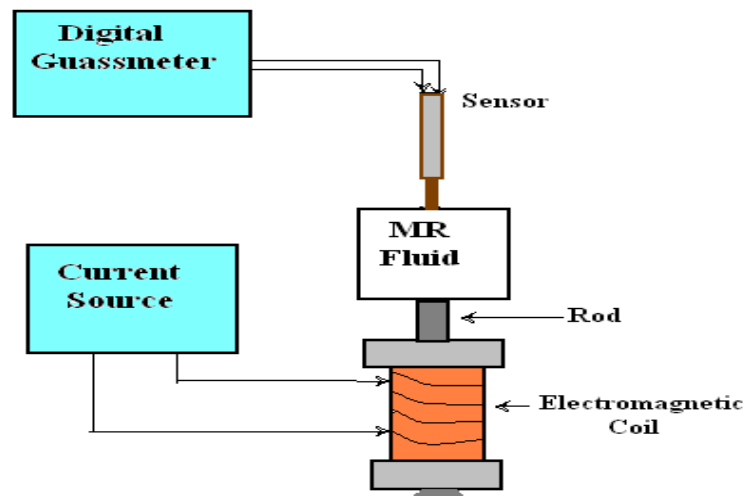 Digital
Guassmeter
Sensor
MR
Fluid
Current
Source
Rod
Electromagnetic
Coil